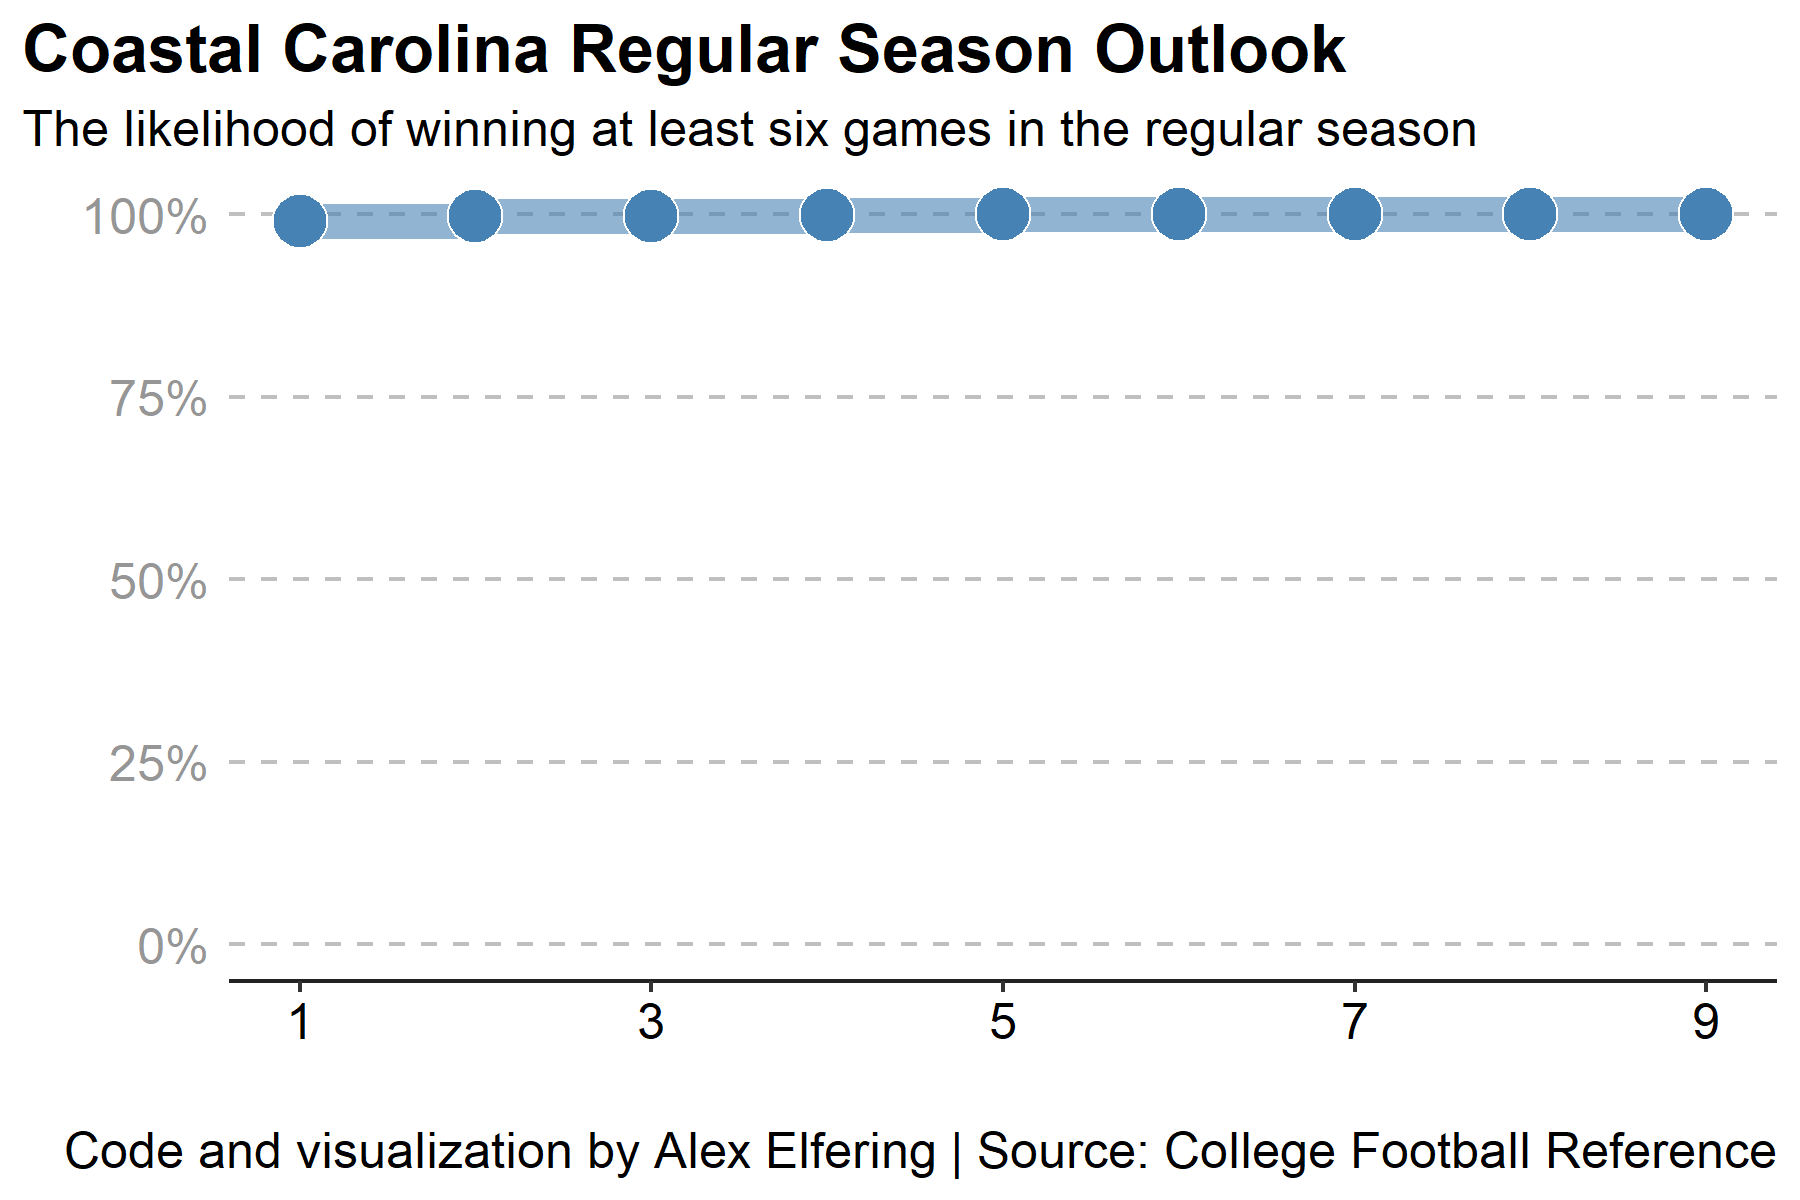 Coastal Carolina Regular Season Outlook
The likelihood of winning at least six games in the regular season
100%
75%
50%
25%
0%
1 3 5 7 9
Code and visualization by Alex Elfering | Source: College Football Reference